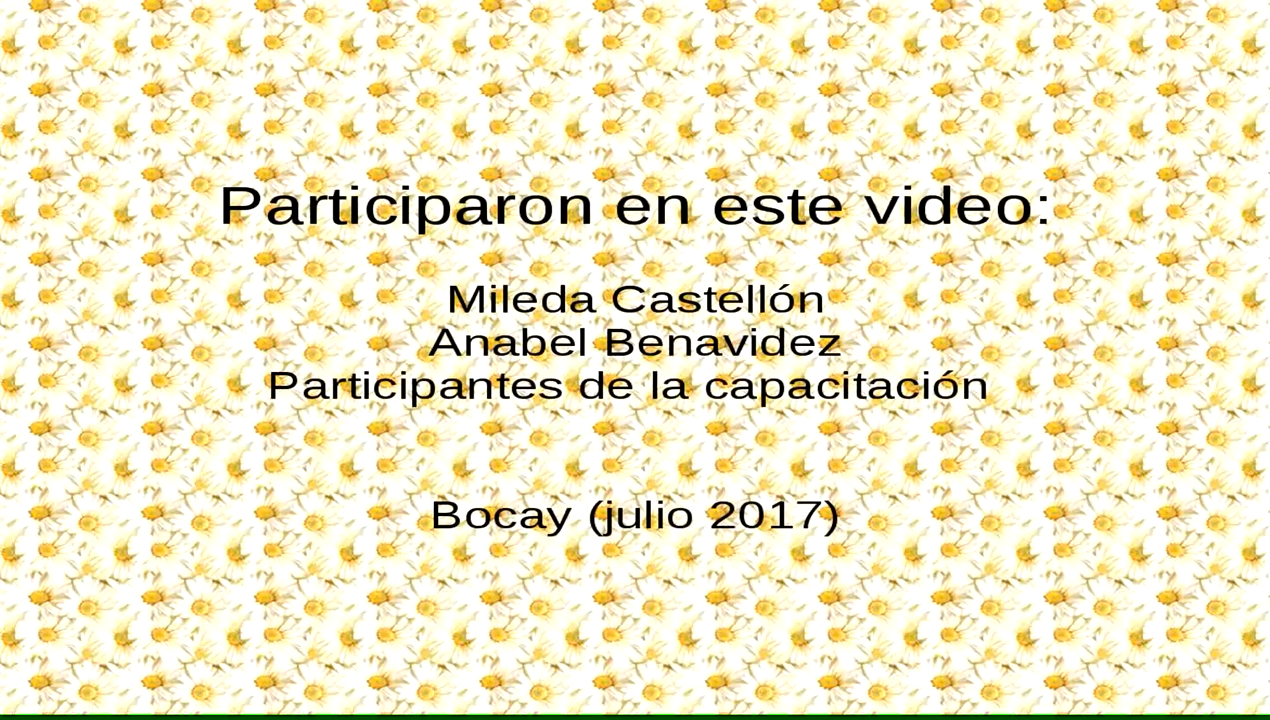 Participaron en este video:
Mileda Castellón
Anabel Benavidez
Participantes de la capacitación
Bocay (julio 2017)